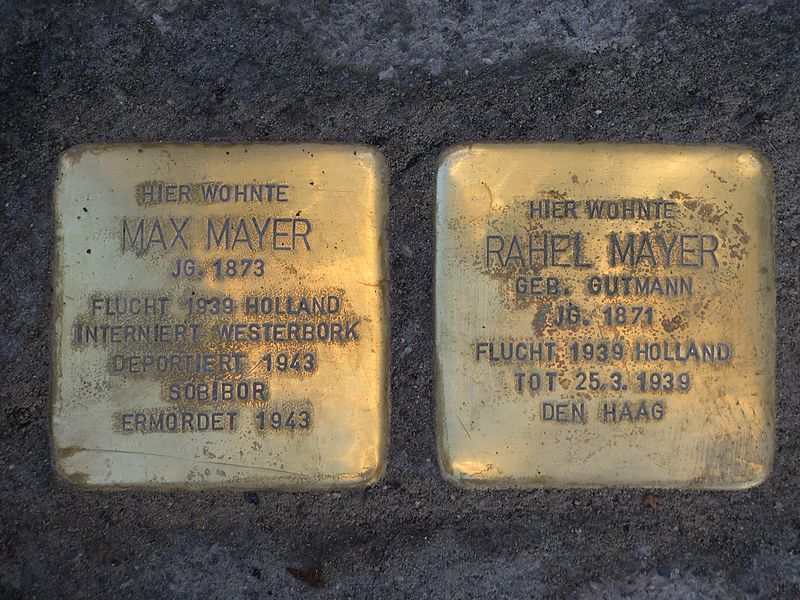 HIER WOHNTE
MAX MAYER
JG. 1873
FLUCHT 1939 HOLLAND
INTERNIERT WESTERBORK
DEPORTIERT 1943
SOBIBOR
ERMORDET 1943
HIER WOHNTE
RAHEL MAYER
GEB. GUTMANN
JG. 1871
FLUCHT 1939 HOLLAND
TOT 25.3.1939
DEN HAAG